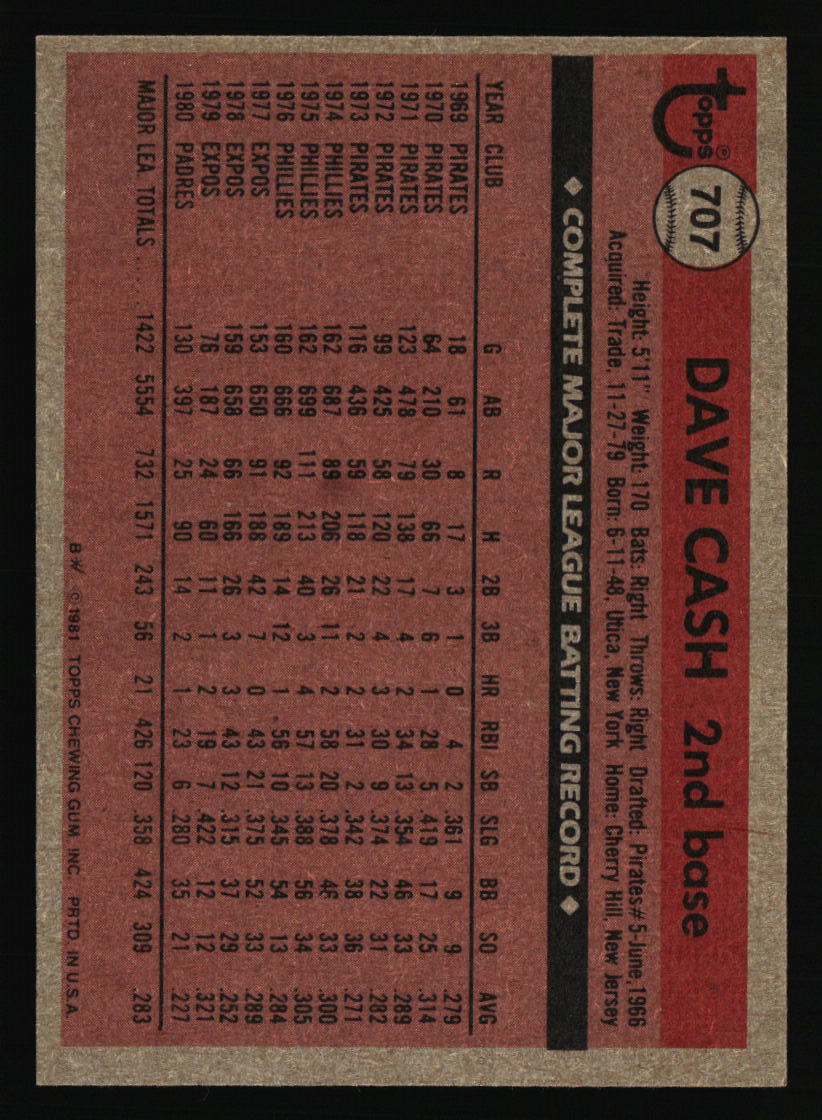 Topps® 707 DAVE CASH 2nd base
Height: 5'11" Weight: 170 Bats: Right Throws: Right Drafted: Pirates#5-June,1966
Acquired: Trade, 11-27-79 Born: 6-11-48, Utica, New York Home: Cherry Hill, New Jersey
◆ COMPLETE MAJOR LEAGUE BATTING RECORD ◆
YEAR CLUB G AB R H 2B 3B HR RBI SB SLG BB SO AVG
1969 PIRATES 18 61 8 17 3 1 0 4 2 .361 9 9 .279
1970 PIRATES 64 210 30 66 7 6 1 28 5 .419 17 25 .314
1971 PIRATES 123 478 79 138 17 4 2 34 13 .354 46 33 .289
1972 PIRATES 99 425 58 120 22 4 3 30 9 .374 22 31 .282
1973 PIRATES 116 436 59 118 21 2 2 31 2 .342 38 36 .271
1974 PHILLIES 162 687 89 206 26 11 2 58 20 .378 46 33 .300
1975 PHILLIES 162 699 111 213 40 3 4 57 13 .388 56 34 .305
1976 PHILLIES 160 666 92 189 14 12 1 56 10 .345 54 13 .284
1977 EXPOS 153 650 91 188 42 7 0 43 21 .375 52 33 .289
1978 EXPOS 159 658 66 166 26 3 3 43 12 .315 37 29 .252
1979 EXPOS 76 187 24 60 11 1 2 19 7 .422 12 12 .321
1980 PADRES 130 397 25 90 14 2 1 23 6 .280 35 21 .227
MAJOR LEA. TOTALS ..... 1422 5554 732 1571 243 56 21 426 120 .358 424 309 .283
B** © 1981 TOPPS CHEWING GUM, INC. PRTD. IN U.S.A.